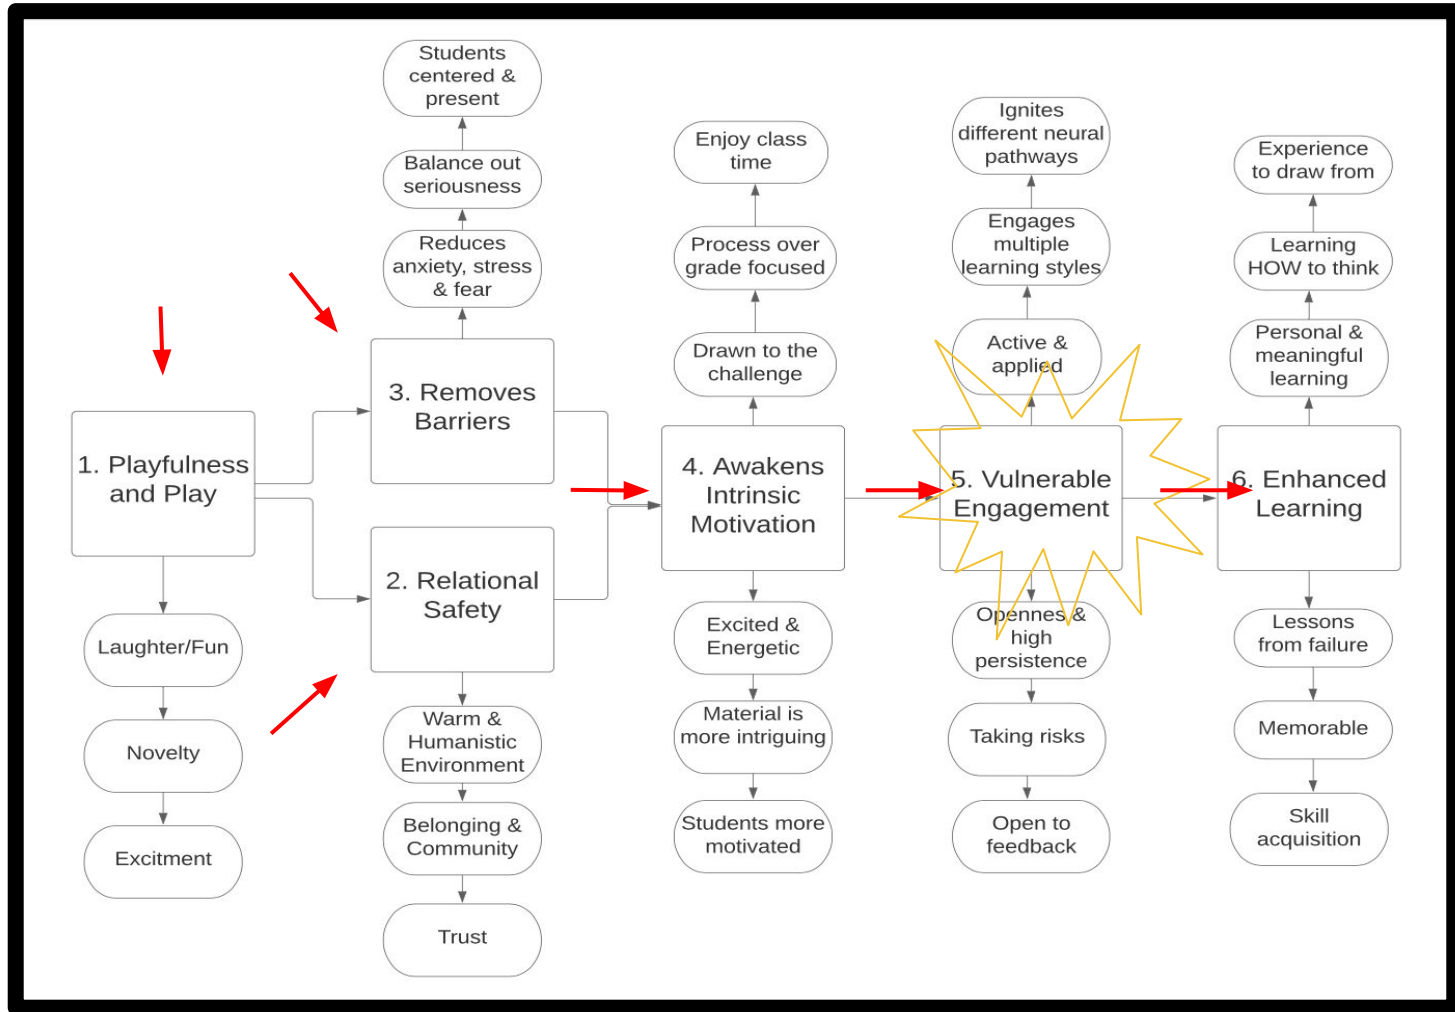 Students
centered &
present
Balance out
seriousness
Reduces
anxiety, stress
& fear
3. Removes
Barriers
1. Playfulness
and Play
Laughter/Fun
Novelty
Excitment
2. Relational
Safety
Warm &
Humanistic
Environment
Belonging &
Community
Trust
Enjoy class
time
Process over
grade focused
Drawn to the
challenge
4. Awakens
Intrinsic
Motivation
Excited &
Energetic
Material is
more intriguing
Students more
motivated
Ignites
different neural
pathways
Engages
multiple
learning styles
Active &
applied
5. Vulnerable
Engagement
Opennes &
high
persistence
Taking risks
Open to
feedback
Experience
to draw from
Learning
HOW to think
Personal &
meaningful
learning
6. Enhanced
Learning
Lessons
from failure
Memorable
Skill
acquisition